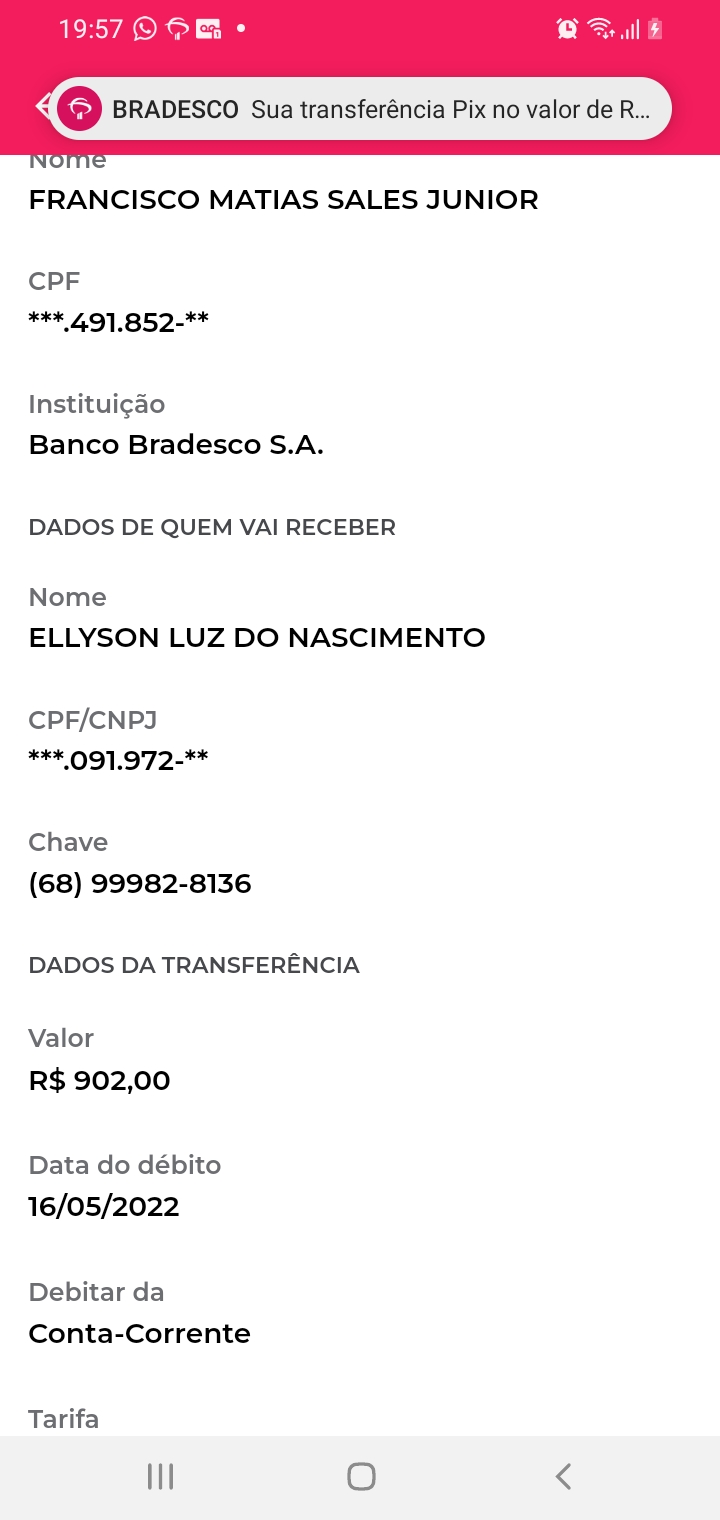 19:57
BRADESCO Sua transferência Pix no valor de R...
Nome
FRANCISCO MATIAS SALES JUNIOR
CPF
***.491.852-**
Instituição
Banco Bradesco S.A.
DADOS DE QUEM VAI RECEBER
Nome
ELLYSON LUZ DO NASCIMENTO
CPF/CNPJ
***.091.972-**
Chave
(68) 99982-8136
DADOS DA TRANSFERÊNCIA
Valor
R$ 902,00
Data do débito
16/05/2022
Debitar da
Conta-Corrente
Tarifa